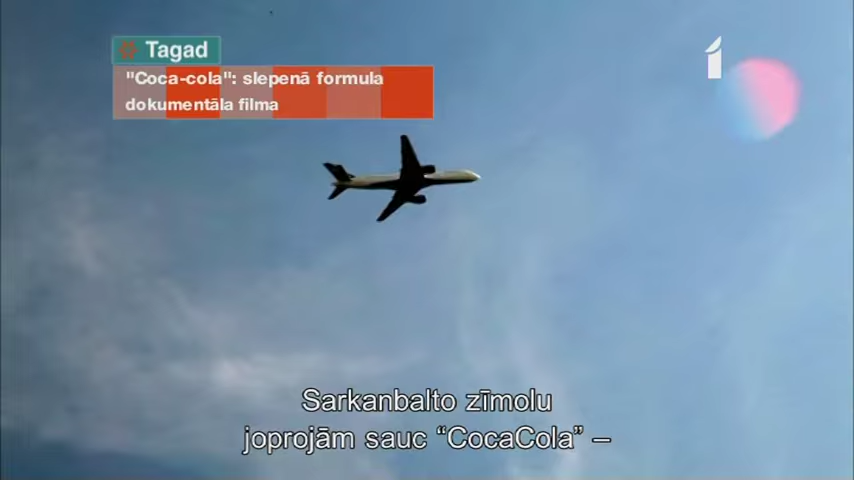 Tagad
"Coca-cola": slepenā formula
dokumentāla filma
1
Sarkanbalto zīmolu
joprojām sauc “CocaCola” –